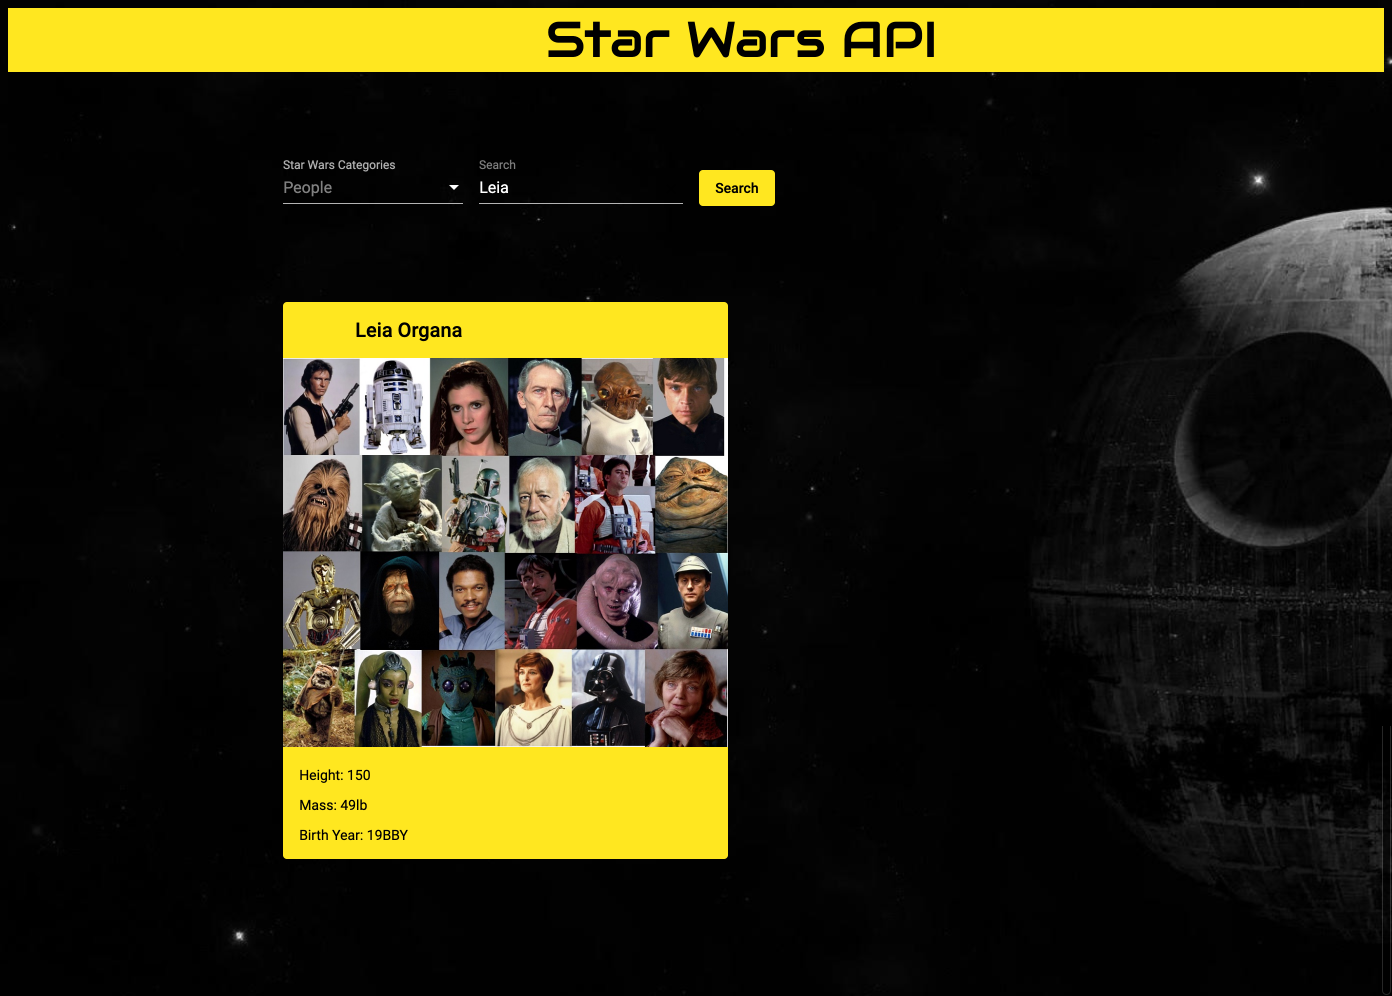 Star Wars API
Star Wars Categories
Search
People
Leia
Search
Leia Organa
Height: 150
Mass: 49lb
Birth Year: 19BBY